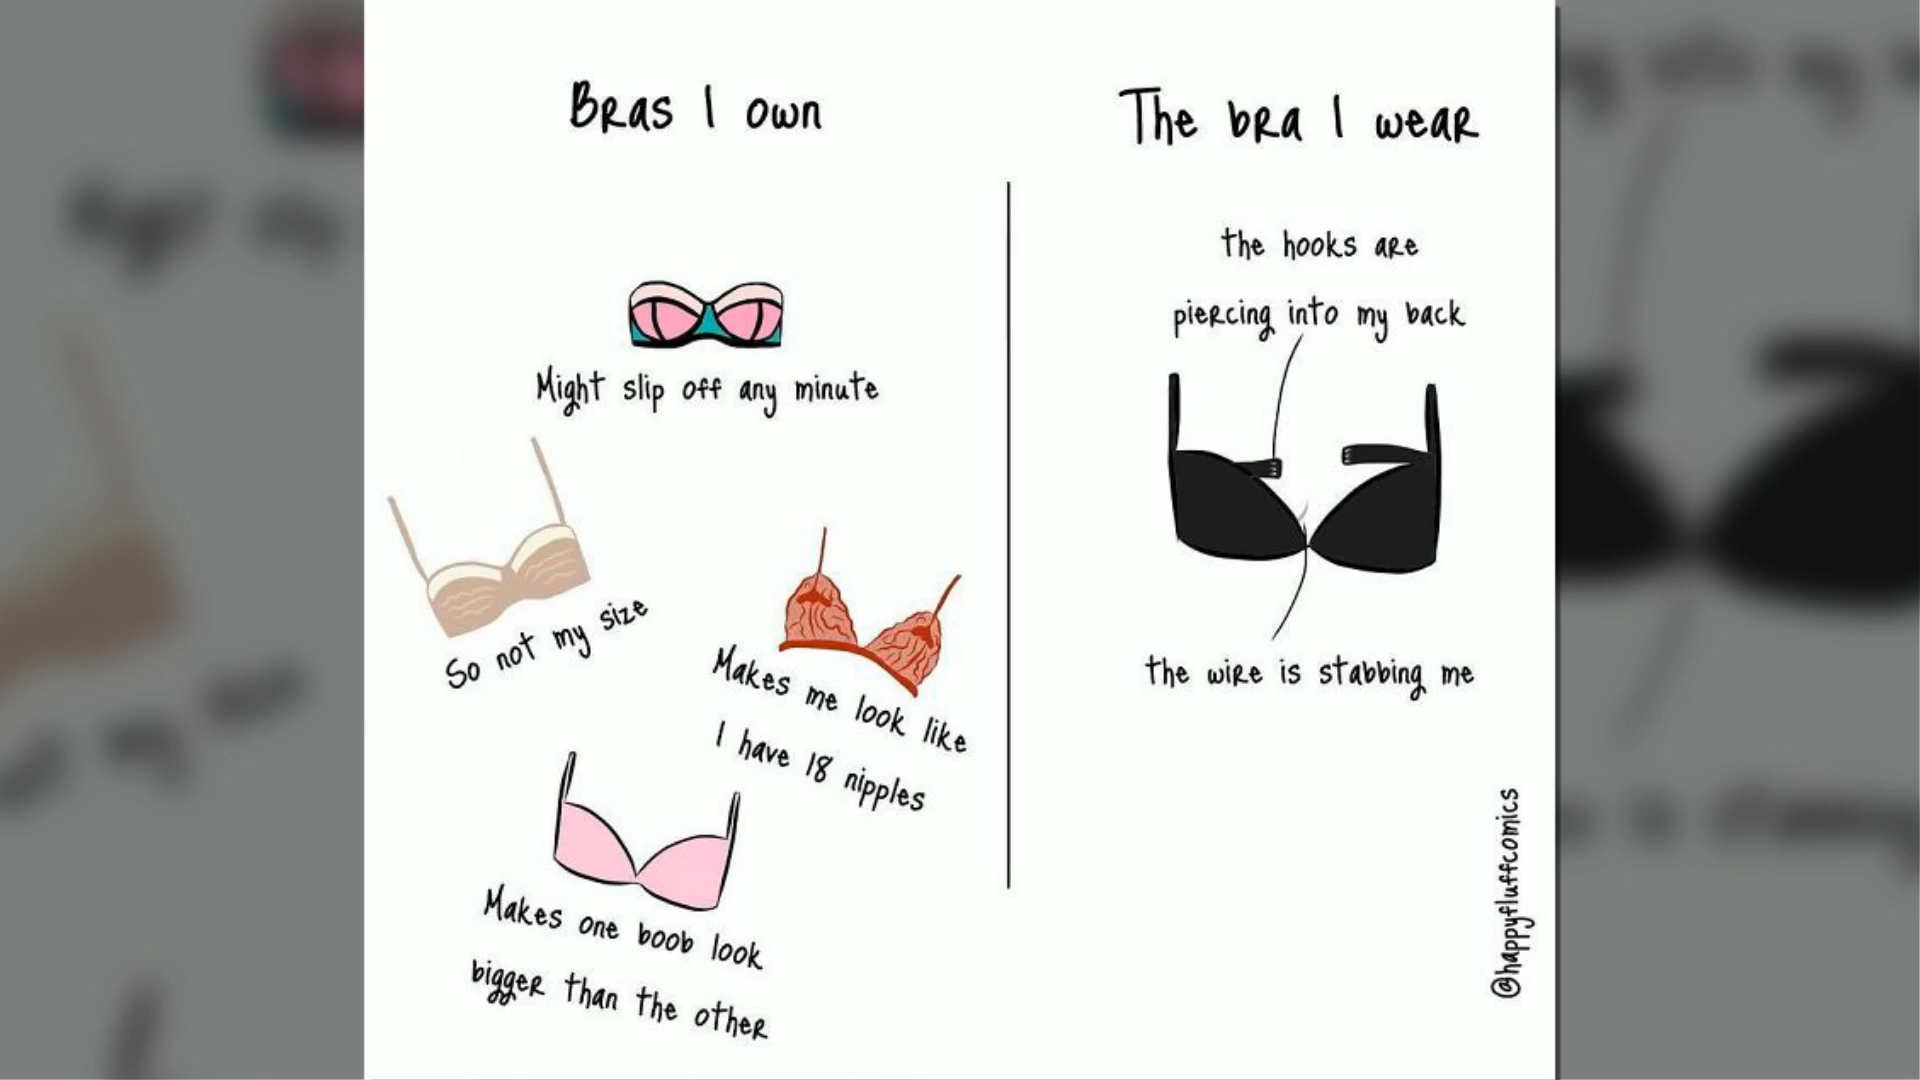 Bras I own
Might slip off any minute
So not my size
Makes me look like
I have 18 nipples
Makes one boob look
bigger than the other
The bra I wear
the hooks are
piercing into my back
the wire is stabbing me
@happyfluffcomics